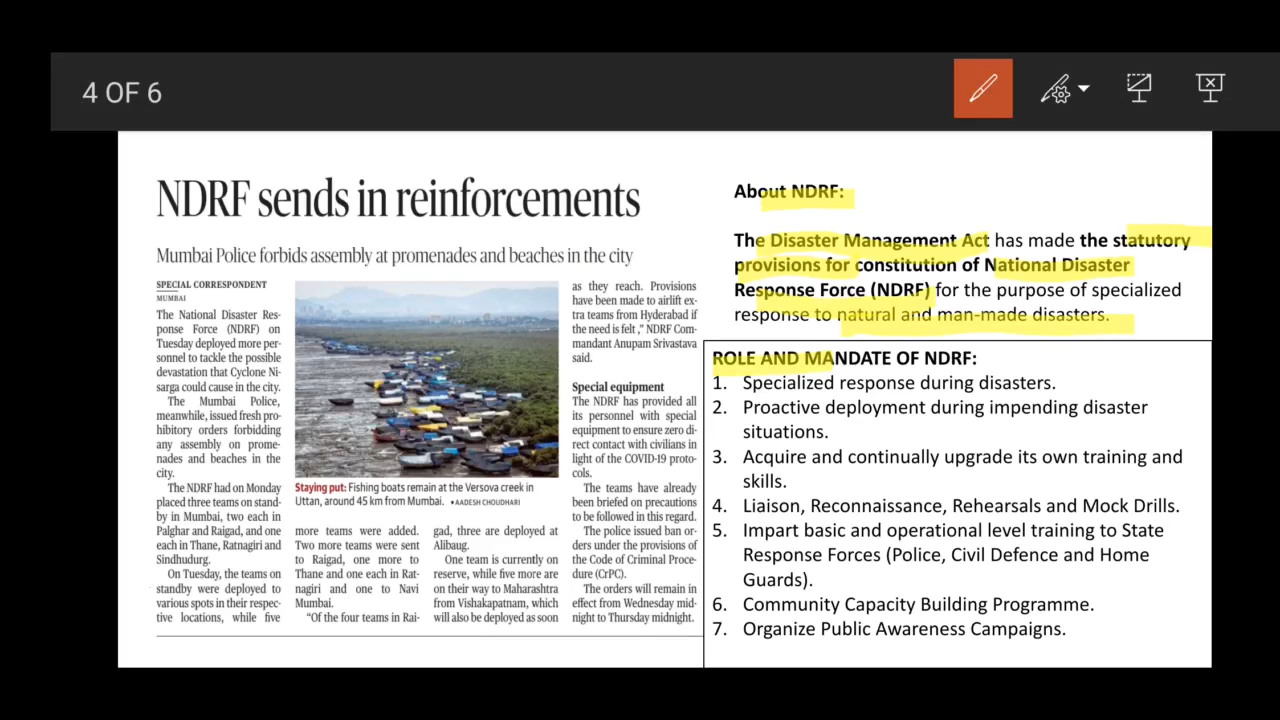 4 OF 6
NDRF sends in reinforcements
Mumbai Police forbids assembly at promenades and beaches in the city
SPECIAL CORRESPONDENT
MUMBAI
The National Disaster Res-
ponse Force (NDRF) on
Tuesday deployed more per-
sonnel to tackle the possible
devastation that Cyclone Ni-
sarga could cause in the city.
The Mumbai Police,
meanwhile, issued fresh pro-
hibitory orders forbidding
any assembly on prome-
nades and beaches in the
city.
The NDRF had on Monday
placed three teams on stand-
by in Mumbai, two each in
Palghar and Raigad, and one
each in Thane, Ratnagiri and
Sindhudurg.
On Tuesday, the teams on
standby were deployed to
various spots in their respec-
tive locations, while five
Staying put: Fishing boats remain at the Versova creek in
Uttan, around 45 km from Mumbai. • AADESH CHOUDHARI
more teams were added.
Two more teams were sent
to Raigad, one more to
Thane and one each in Rat-
nagiri and one to Navi
Mumbai.
“Of the four teams in Rai-
gad, three are deployed at
Alibaug.
One team is currently on
reserve, while five more are
on their way to Maharashtra
from Vishakapatnam, which
will also be deployed as soon
as they reach. Provisions
have been made to airlift ex-
tra teams from Hyderabad if
the need is felt ,” NDRF Com-
mandant Anupam Srivastava
said.
Special equipment
The NDRF has provided all
its personnel with special
equipment to ensure zero di-
rect contact with civilians in
light of the COVID-19 proto-
cols.
The teams have already
been briefed on precautions
to be followed in this regard.
The police issued ban or-
ders under the provisions of
the Code of Criminal Proce-
dure (CrPC).
The orders will remain in
effect from Wednesday mid-
night to Thursday midnight.
About NDRF:
The Disaster Management Act has made the statutory
provisions for constitution of National Disaster
Response Force (NDRF) for the purpose of specialized
response to natural and man-made disasters.
ROLE AND MANDATE OF NDRF:
1. Specialized response during disasters.
2. Proactive deployment during impending disaster
situations.
3. Acquire and continually upgrade its own training and
skills.
4. Liaison, Reconnaissance, Rehearsals and Mock Drills.
5. Impart basic and operational level training to State
Response Forces (Police, Civil Defence and Home
Guards).
6. Community Capacity Building Programme.
7. Organize Public Awareness Campaigns.